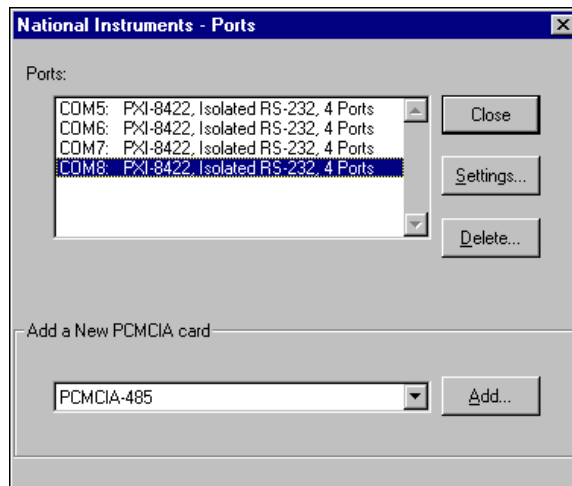 National Instruments - Ports
Ports:
COM5: PXI-8422, Isolated RS-232, 4 Ports
COM6: PXI-8422, Isolated RS-232, 4 Ports
COM7: PXI-8422, Isolated RS-232, 4 Ports
COM8: PXI-8422, Isolated RS-232, 4 Ports
Close
Settings...
Delete...
Add a New PCMCIA card
PCMCIA-485
Add...